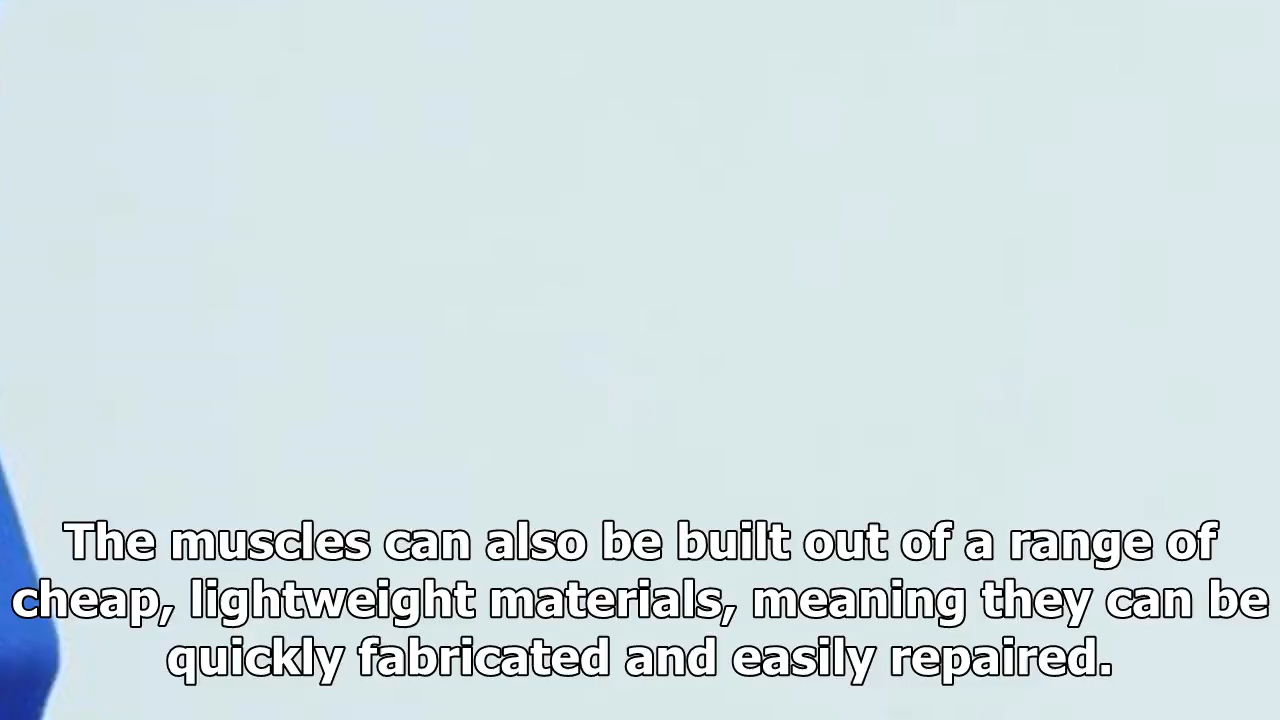 The muscles can also be built out of a range of
cheap, lightweight materials, meaning they can be
quickly fabricated and easily repaired.